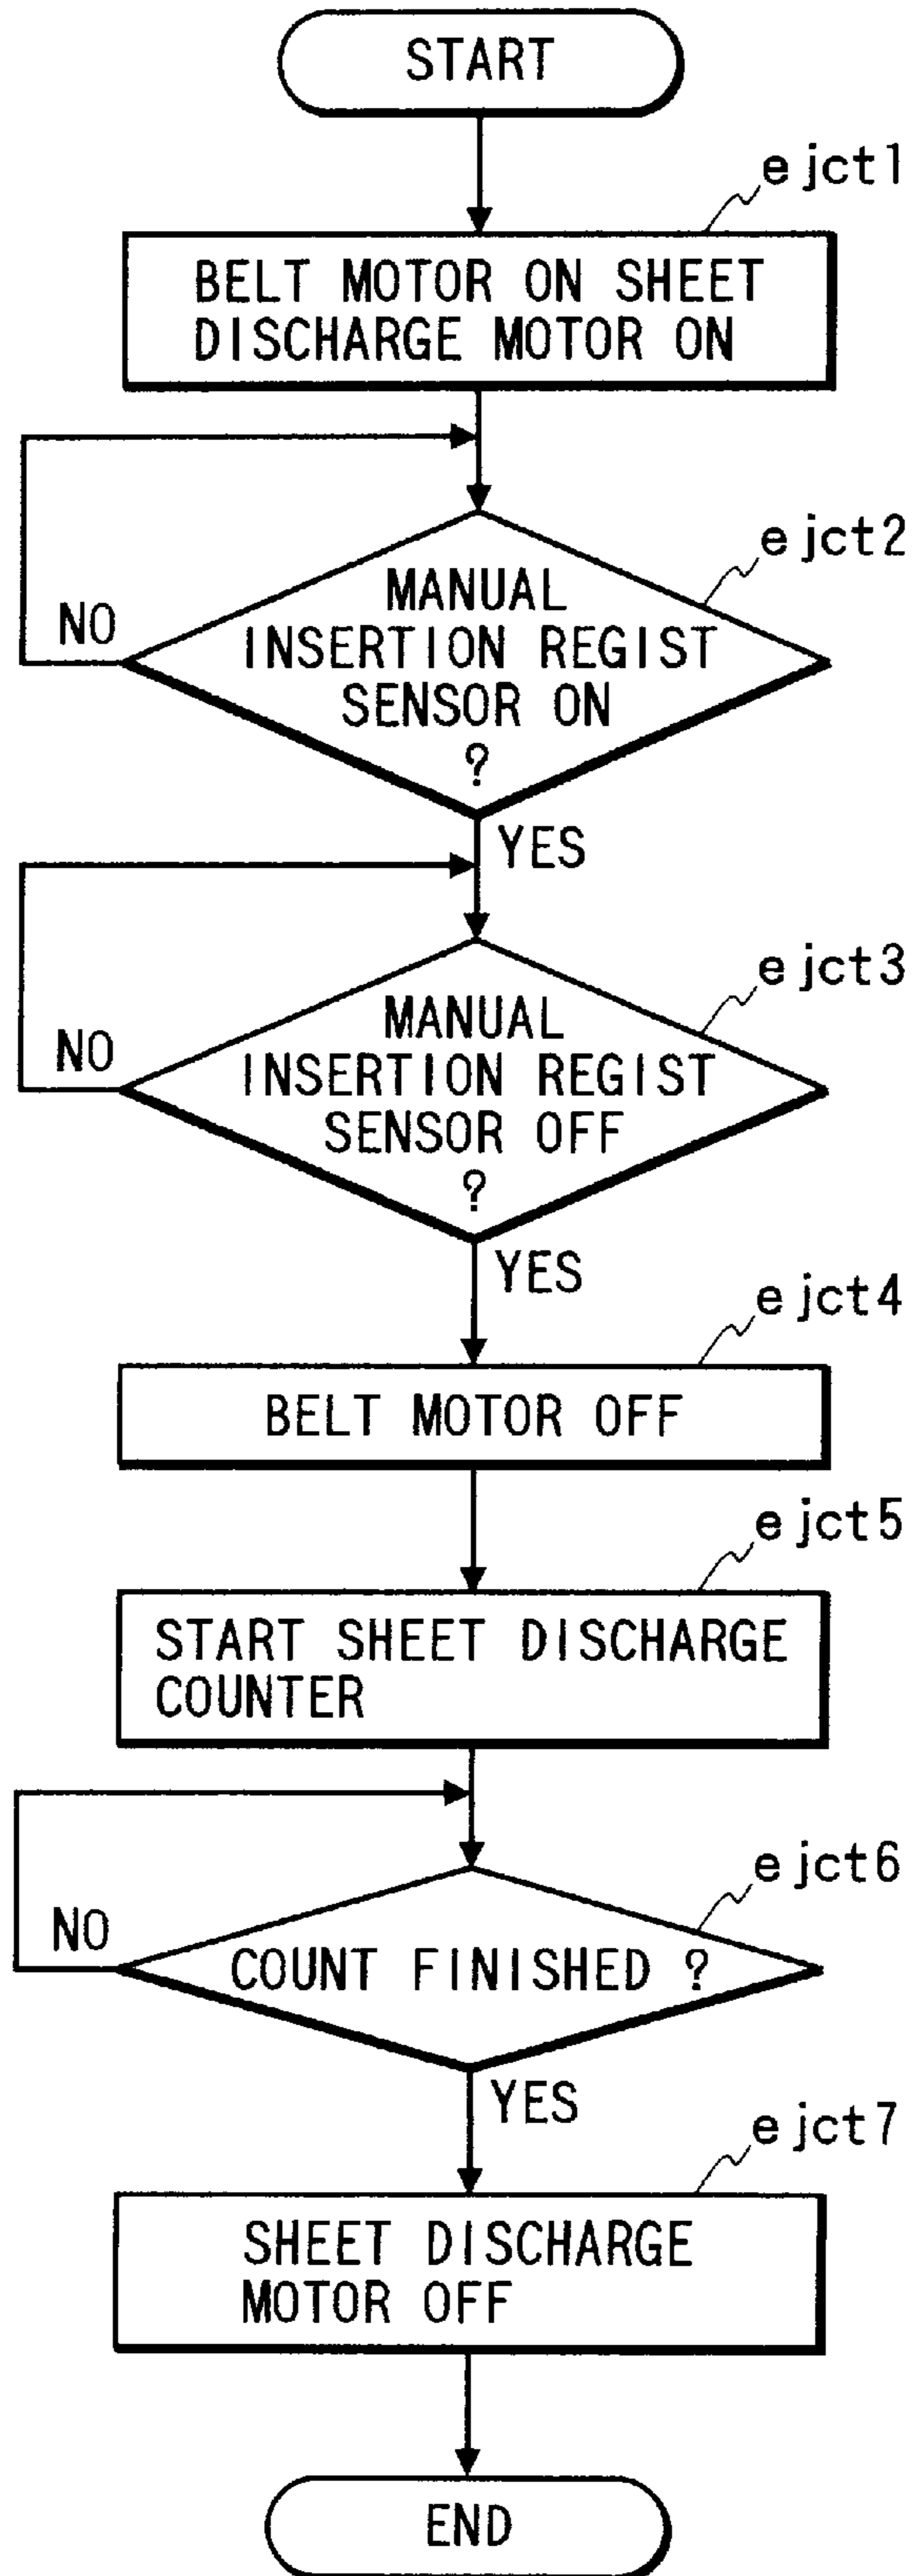 START
ejct1
BELT MOTOR ON SHEET
DISCHARGE MOTOR ON
ejct2
MANUAL
INSERTION REGIST
SENSOR ON
?
NO
YES
ejct3
MANUAL
INSERTION REGIST
SENSOR OFF
?
NO
YES
ejct4
BELT MOTOR OFF
ejct5
START SHEET DISCHARGE
COUNTER
ejct6
COUNT FINISHED ?
NO
YES
ejct7
SHEET DISCHARGE
MOTOR OFF
END